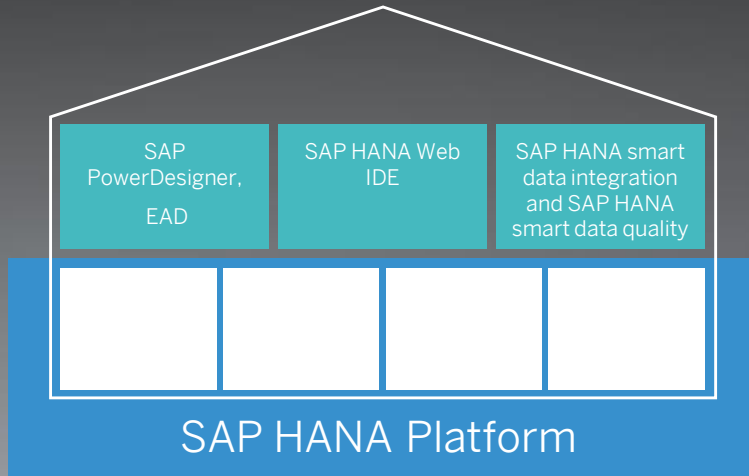 SAP
PowerDesigner,
EAD
SAP HANA Web
IDE
SAP HANA smart
data integration
and SAP HANA
smart data quality
SAP HANA Platform